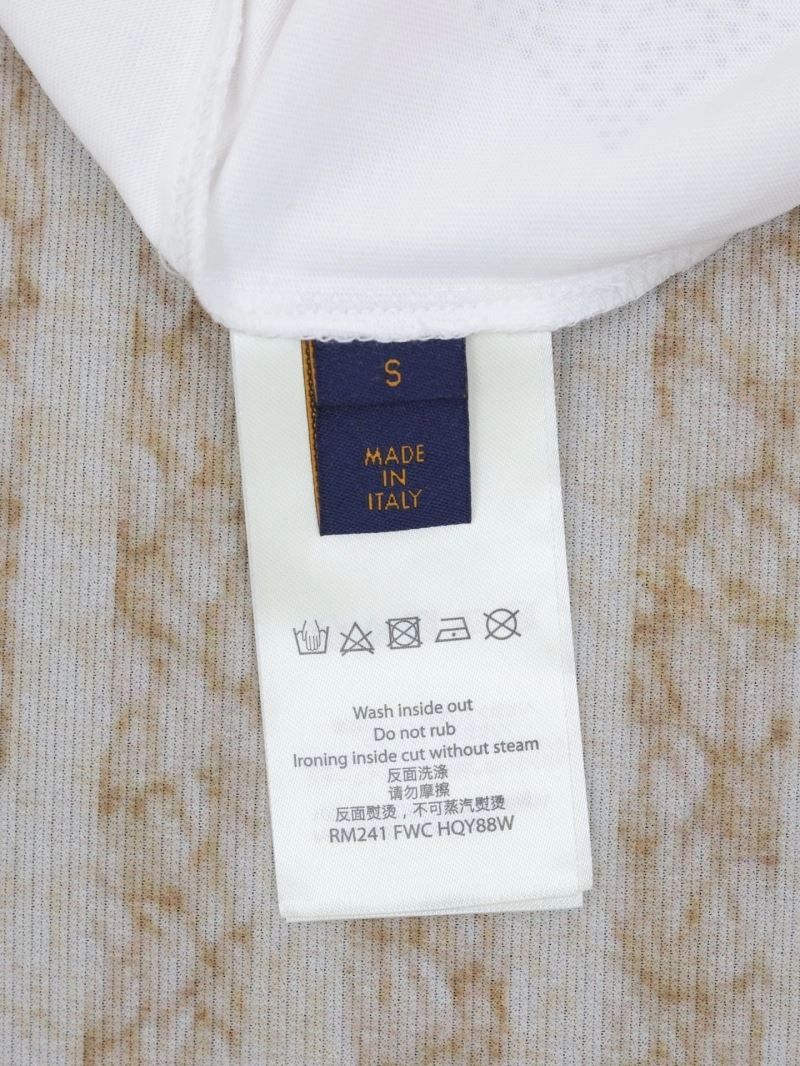 S
MADE
IN
ITALY
Wash inside out
Do not rub
Ironing inside cut without steam
反面洗涤
请勿摩擦
反面熨烫，不可蒸汽熨烫
RM241 FWC HQY88W